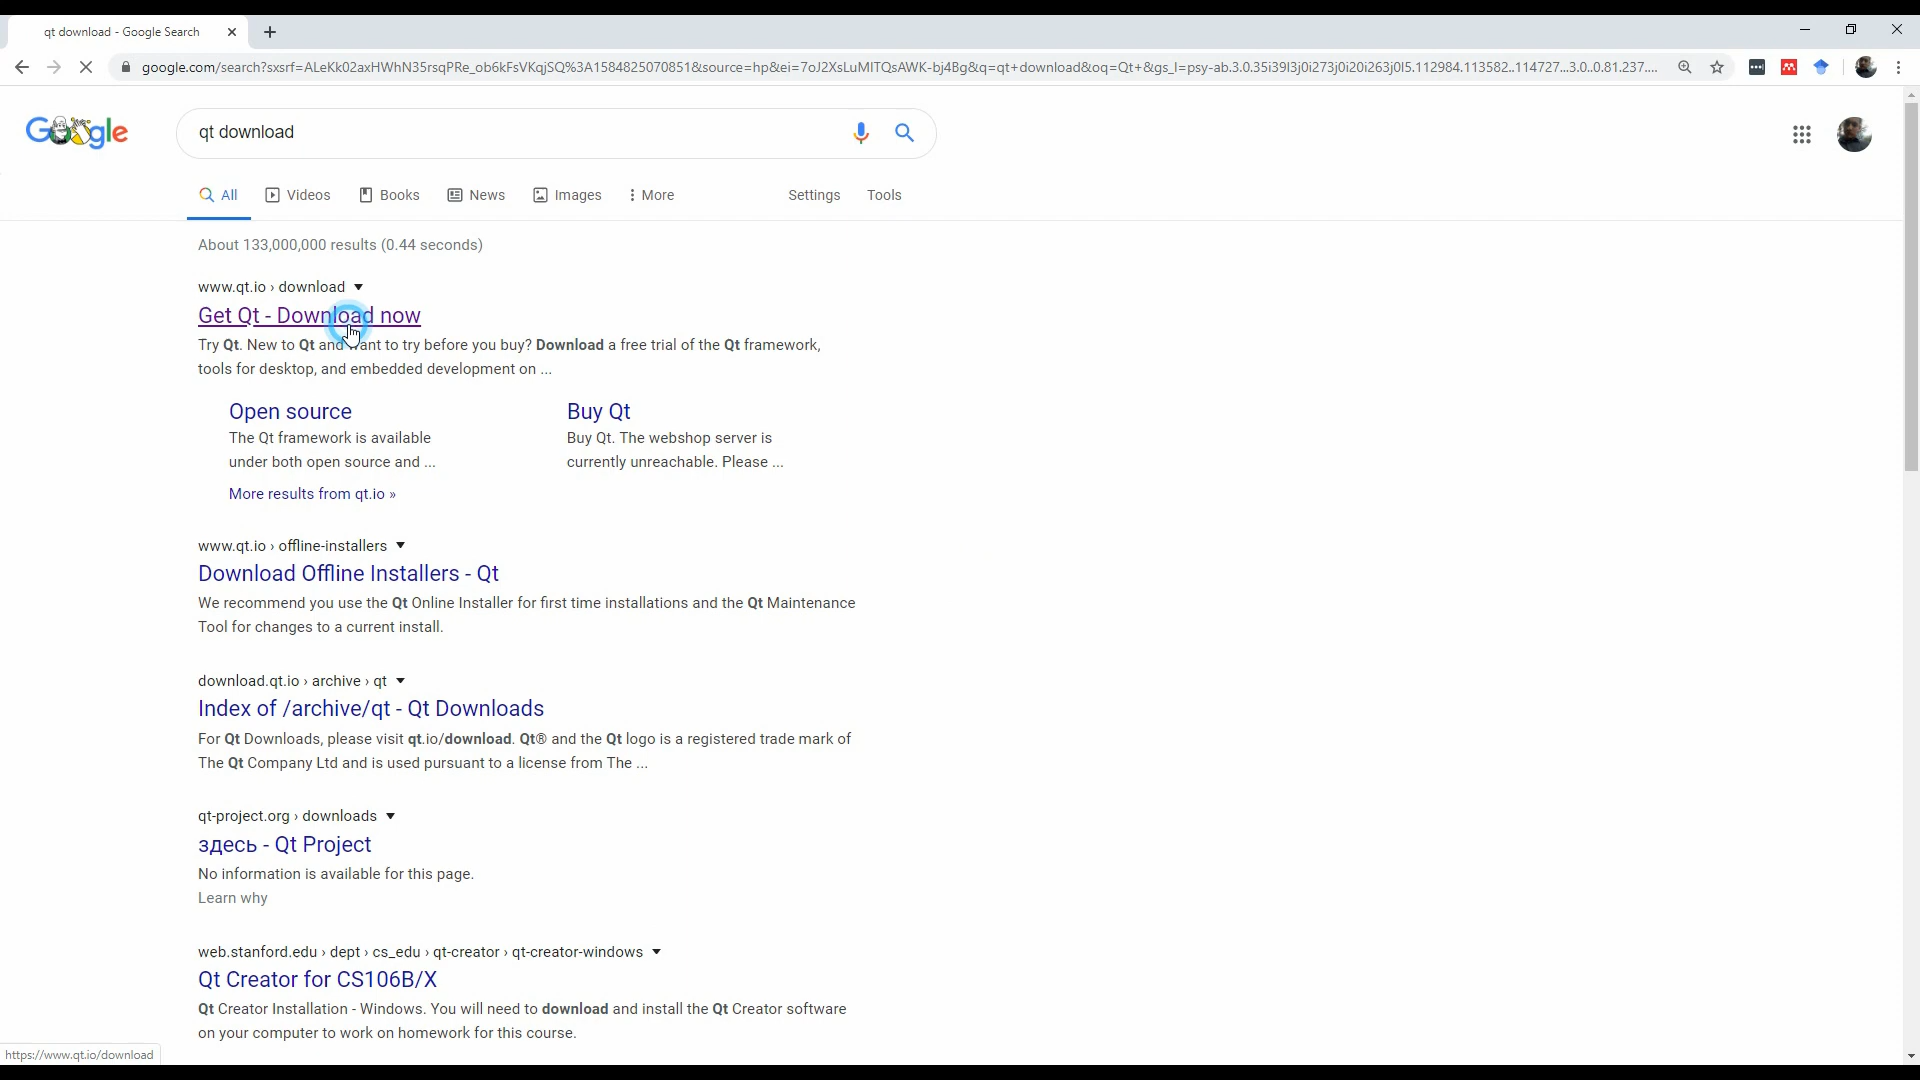 qt download - Google Search
google.com/search?sxsrf=ALeKk02axHWhN35rsqPRe_ob6kFsVKqjSQ%3A1584825070851&source=hp&ei=7oJ2XsLuMITQsAWK-bj4Bg&q=qt+download&oq=Qt+&gs_l=psy-ab.3.0.35i39l3j0i273j0i20i263j0l5.112984.113582..114727...3.0..0.81.237....
Google
qt download
All Videos Books News Images More Settings Tools
About 133,000,000 results (0.44 seconds)
www.qt.io › download
Get Qt - Download now
Try Qt. New to Qt and want to try before you buy? Download a free trial of the Qt framework,
tools for desktop, and embedded development on ...
Open source
The Qt framework is available
under both open source and ...
Buy Qt
Buy Qt. The webshop server is
currently unreachable. Please ...
More results from qt.io »
www.qt.io › offline-installers
Download Offline Installers - Qt
We recommend you use the Qt Online Installer for first time installations and the Qt Maintenance
Tool for changes to a current install.
download.qt.io › archive › qt
Index of /archive/qt - Qt Downloads
For Qt Downloads, please visit qt.io/download. Qt® and the Qt logo is a registered trade mark of
The Qt Company Ltd and is used pursuant to a license from The ...
qt-project.org › downloads
здесь - Qt Project
No information is available for this page.
Learn why
web.stanford.edu › dept › cs_edu › qt-creator › qt-creator-windows
Qt Creator for CS106B/X
Qt Creator Installation - Windows. You will need to download and install the Qt Creator software
on your computer to work on homework for this course.
https://www.qt.io/download